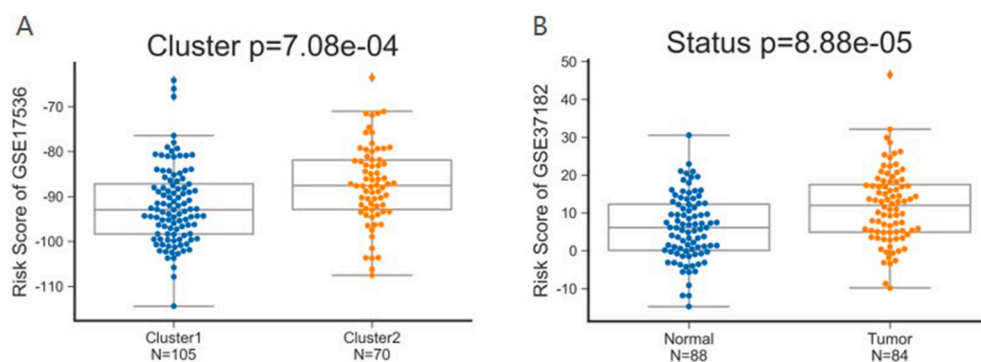 A
Cluster p=7.08e-04
Risk Score of GSE17536
-70
-80
-90
-100
-110
Cluster1
N=105
Cluster2
N=70
B
Status p=8.88e-05
Risk Score of GSE37182
50
40
30
20
10
0
-10
Normal
N=88
Tumor
N=84